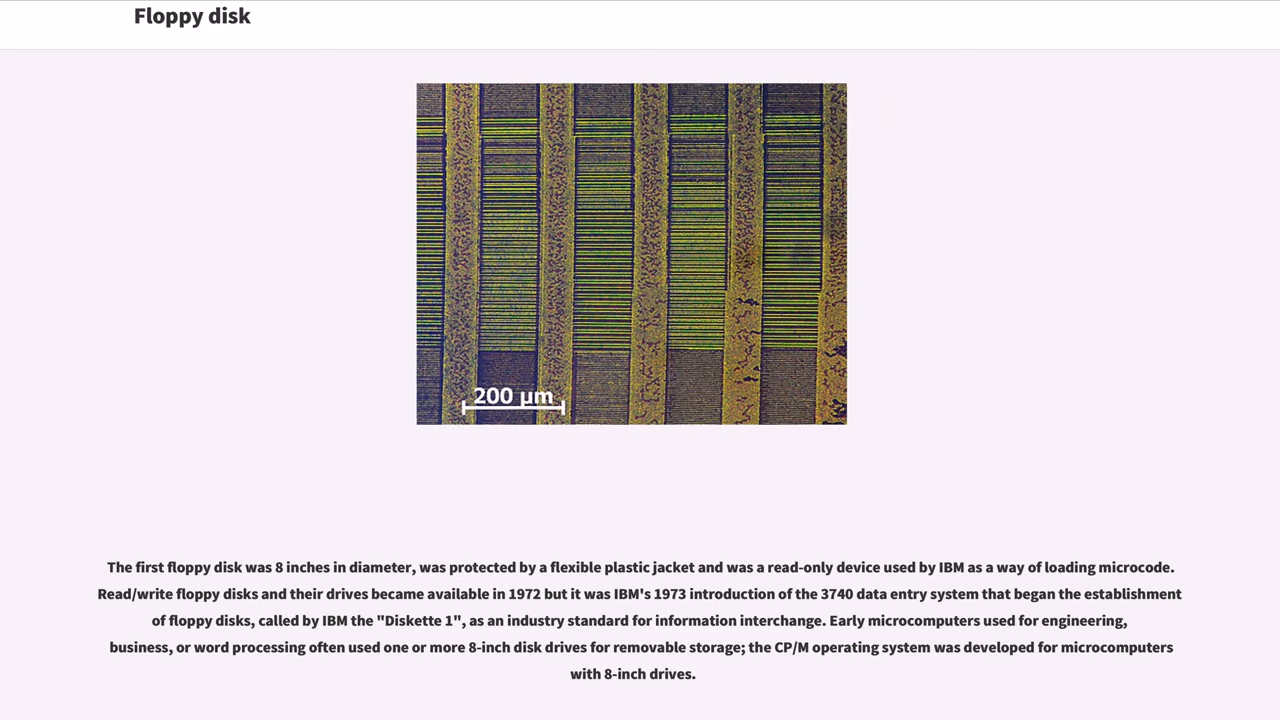 Floppy disk
200 µm
The first floppy disk was 8 inches in diameter, was protected by a flexible plastic jacket and was a read-only device used by IBM as a way of loading microcode.
Read/write floppy disks and their drives became available in 1972 but it was IBM's 1973 introduction of the 3740 data entry system that began the establishment
of floppy disks, called by IBM the "Diskette 1", as an industry standard for information interchange. Early microcomputers used for engineering,
business, or word processing often used one or more 8-inch disk drives for removable storage; the CP/M operating system was developed for microcomputers
with 8-inch drives.